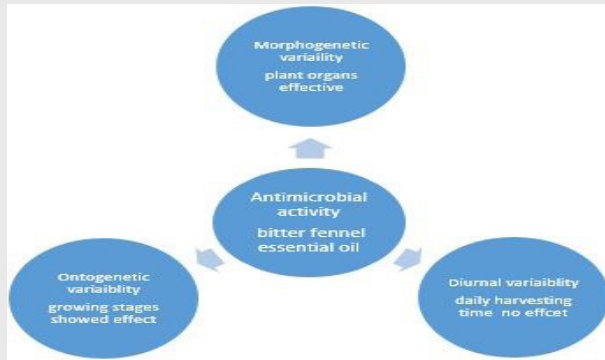 Morphogenetic
variaility
plant organs
effective
Antimicrobial
activity
bitter fennel
essential oil
Ontogenetic
variaiblity
growing stages
showed effect
Diurnal variaiblity
daily harvesting
time no effcet